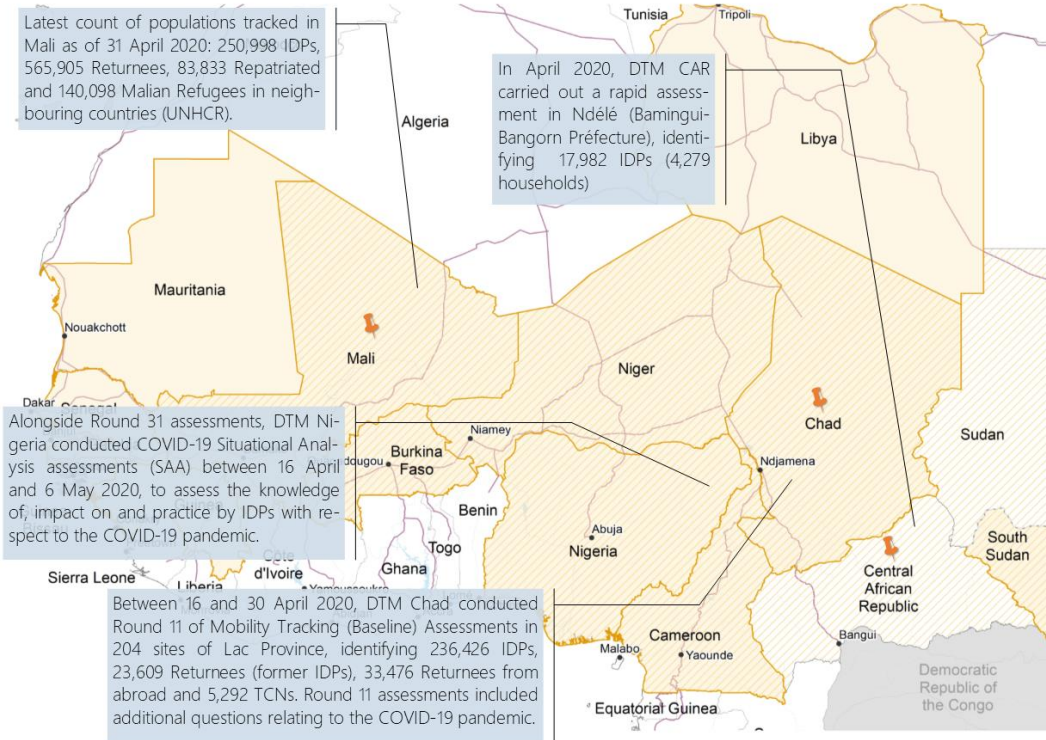 Latest count of populations tracked in
Mali as of 31 April 2020: 250,998 IDPs,
565,905 Returnees, 83,833 Repatriated
and 140,098 Malian Refugees in neigh-
bouring countries (UNHCR).
Tunisia
Tripoli
In April 2020, DTM CAR
carried out a rapid assess-
ment in Ndélé (Bamingui-
Bangorn Préfecture), identi-
fying 17,982 IDPs (4,279
households)
Algeria
Libya
Mauritania
Nouakchott
Mali
Niger
Chad
Sudan
Dakar
Senegal
Alongside Round 31 assessments, DTM Ni-
geria conducted COVID-19 Situational Anal-
ysis assessments (SAA) between 16 April
and 6 May 2020, to assess the knowledge
of, impact on and practice by IDPs with re-
spect to the COVID-19 pandemic.
Niamey
Burkina
Faso
Ndjamena
Benin
Togo
Ghana
Abuja
Nigeria
South
Sudan
Central
African
Republic
Sierra Leone
Liberia
Côte
d'Ivoire
Yamoussoukro
Between 16 and 30 April 2020, DTM Chad conducted
Round 11 of Mobility Tracking (Baseline) Assessments in
204 sites of Lac Province, identifying 236,426 IDPs,
23,609 Returnees (former IDPs), 33,476 Returnees from
abroad and 5,292 TCNs. Round 11 assessments included
additional questions relating to the COVID-19 pandemic.
Cameroon
Malabo
Yaounde
Bangui
Equatorial Guinea
Democratic
Republic of
the Congo